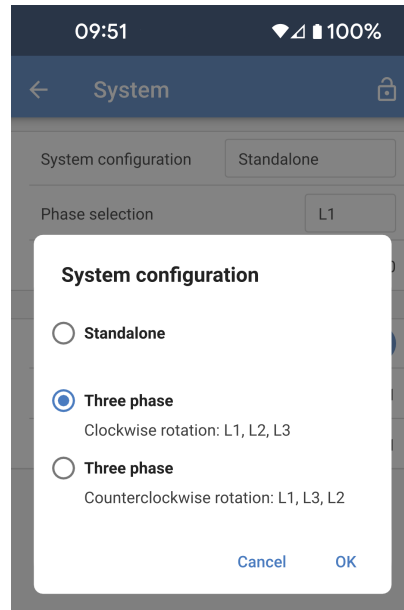 09:51
100%
System
System configuration
Standalone
Phase selection
L1
System configuration
Standalone
Three phase
Clockwise rotation: L1, L2, L3
Three phase
Counterclockwise rotation: L1, L3, L2
Cancel
OK